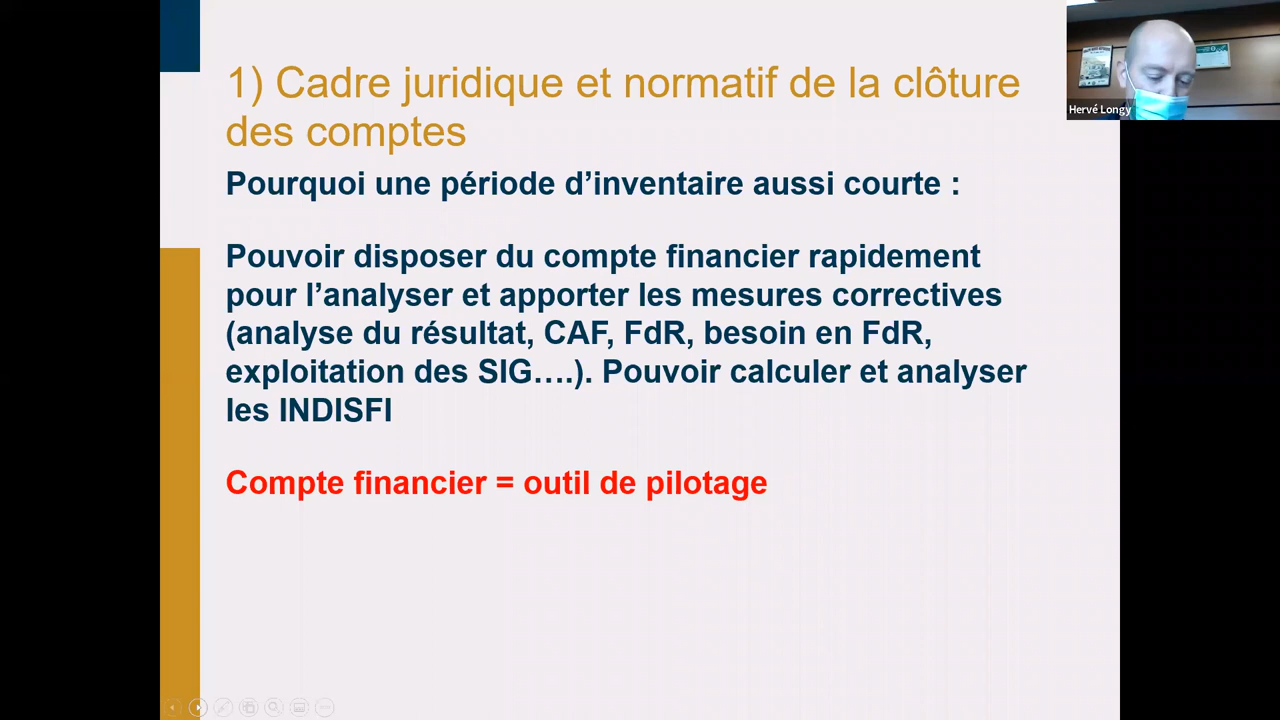 1) Cadre juridique et normatif de la clôture
des comptes
Pourquoi une période d’inventaire aussi courte :
Pouvoir disposer du compte financier rapidement
pour l’analyser et apporter les mesures correctives
(analyse du résultat, CAF, FdR, besoin en FdR,
exploitation des SIG….). Pouvoir calculer et analyser
les INDISFI
Compte financier = outil de pilotage
Hervé Longy